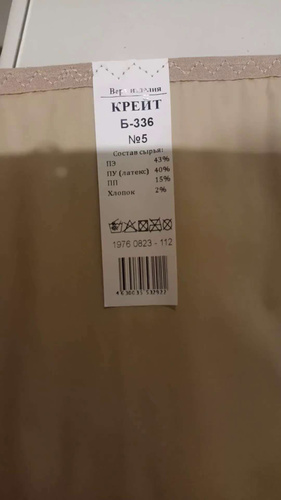 КРЕЙТ
Б-336
№5
Состав сырья:
ПЭ 43%
ПУ (латекс) 40%
ПП 15%
Хлопок 2%
1976 0823 - 112